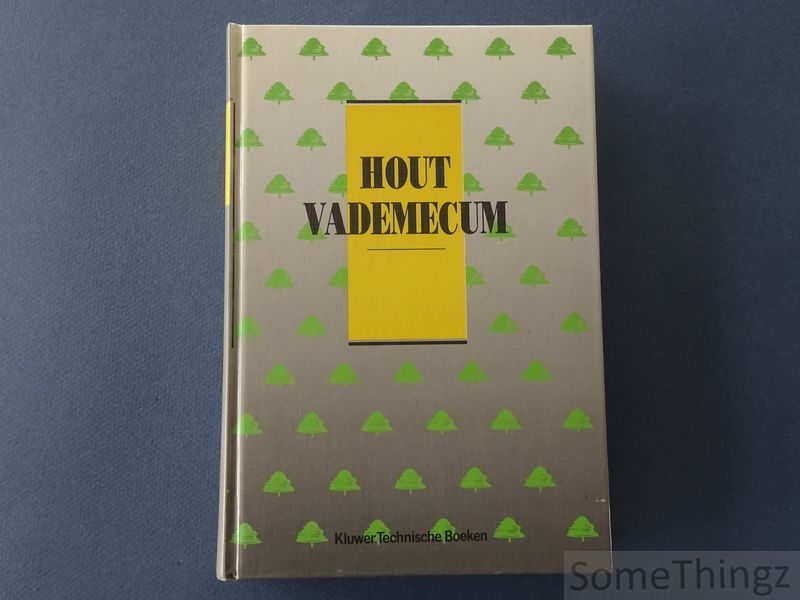 HOUT
VADEMECUM
Kluwer Technische Boeken
SomeThingz